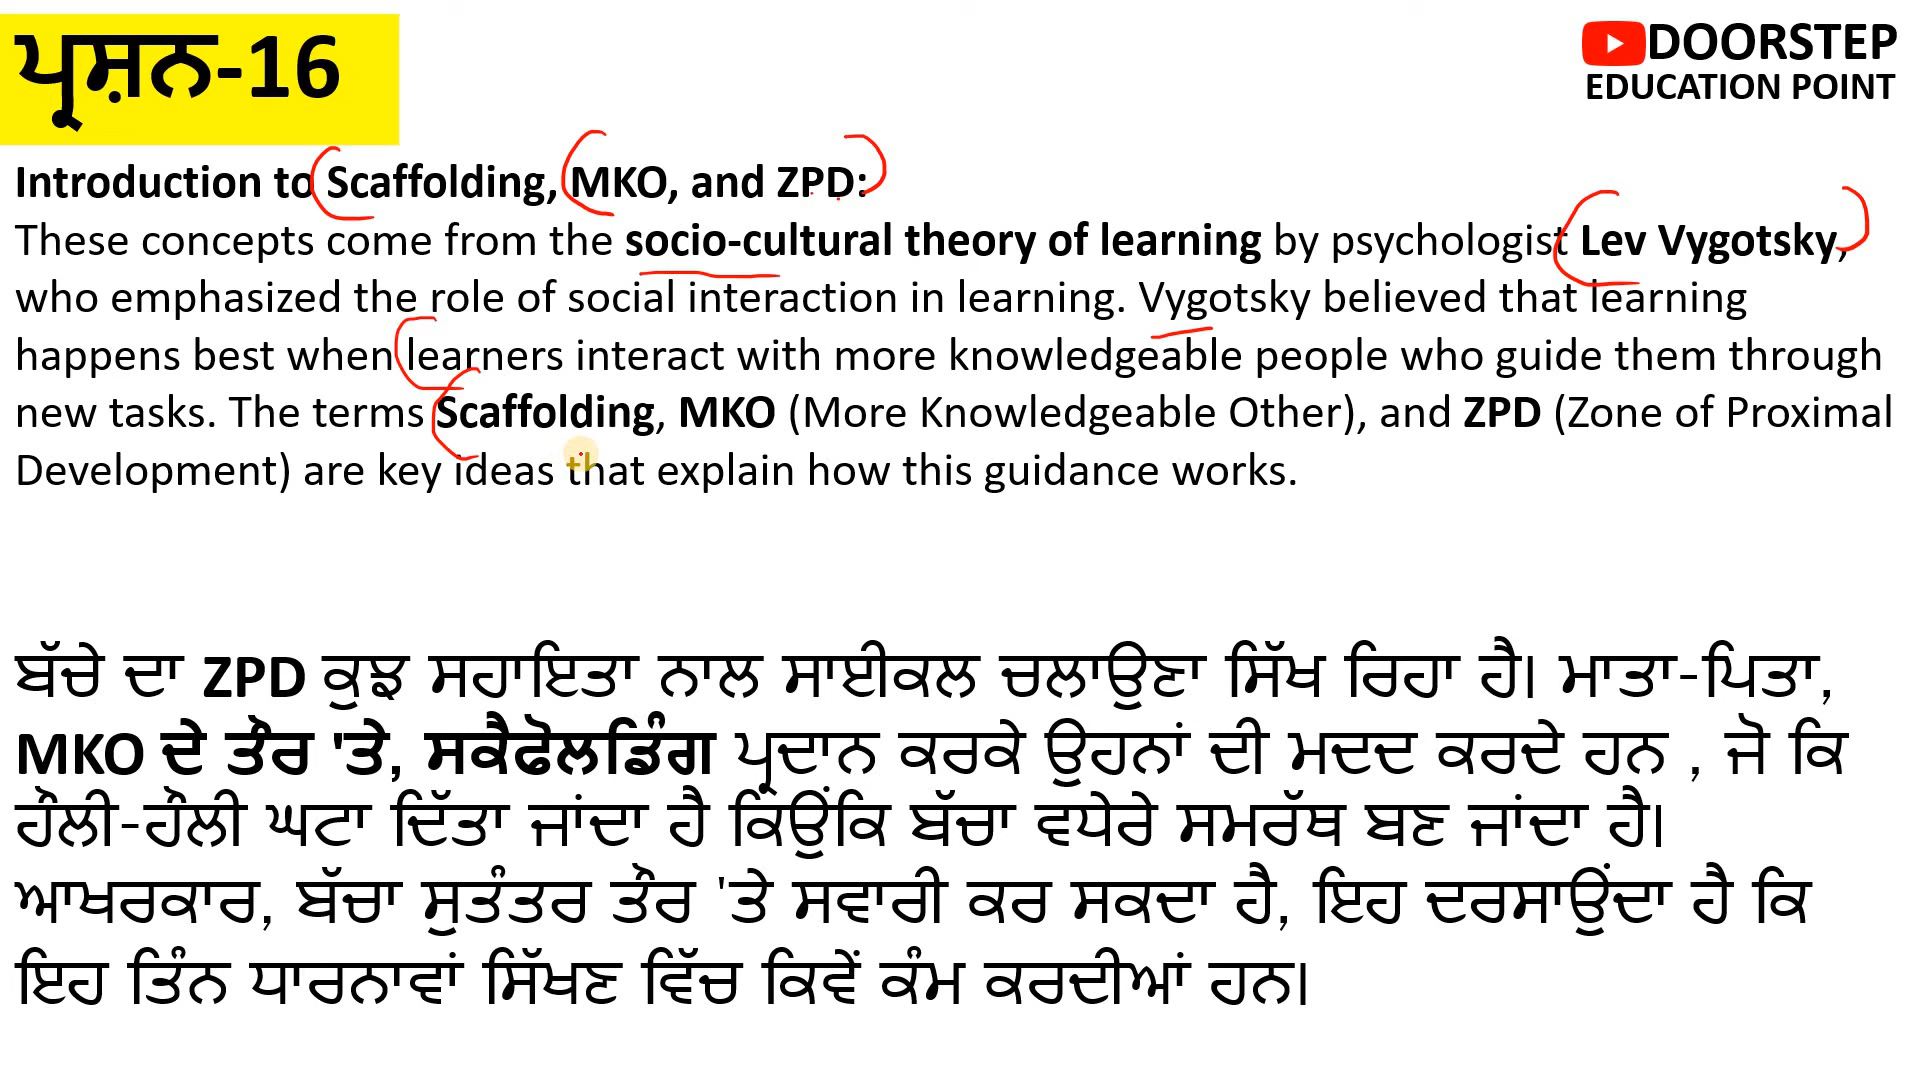 ਪ੍ਰਸ਼ਨ-16
DOORSTEP
EDUCATION POINT
Introduction to Scaffolding, MKO, and ZPD:
These concepts come from the socio-cultural theory of learning by psychologist Lev Vygotsky,
who emphasized the role of social interaction in learning. Vygotsky believed that learning
happens best when learners interact with more knowledgeable people who guide them through
new tasks. The terms Scaffolding, MKO (More Knowledgeable Other), and ZPD (Zone of Proximal
Development) are key ideas that explain how this guidance works.
ਬੱਚੇ ਦਾ ZPD ਕੁਝ ਸਹਾਇਤਾ ਨਾਲ ਸਾਈਕਲ ਚਲਾਉਣਾ ਸਿੱਖ ਰਿਹਾ ਹੈ। ਮਾਤਾ-ਪਿਤਾ,
MKO ਦੇ ਤੌਰ 'ਤੇ, ਸਕੈਫੋਲਡਿੰਗ ਪ੍ਰਦਾਨ ਕਰਕੇ ਉਹਨਾਂ ਦੀ ਮਦਦ ਕਰਦੇ ਹਨ , ਜੋ ਕਿ
ਹੌਲੀ-ਹੌਲੀ ਘਟਾ ਦਿੱਤਾ ਜਾਂਦਾ ਹੈ ਕਿਉਂਕਿ ਬੱਚਾ ਵਧੇਰੇ ਸਮਰੱਥ ਬਣ ਜਾਂਦਾ ਹੈ।
ਆਖਰਕਾਰ, ਬੱਚਾ ਸੁਤੰਤਰ ਤੌਰ 'ਤੇ ਸਵਾਰੀ ਕਰ ਸਕਦਾ ਹੈ, ਇਹ ਦਰਸਾਉਂਦਾ ਹੈ ਕਿ
ਇਹ ਤਿੰਨ ਧਾਰਨਾਵਾਂ ਸਿੱਖਣ ਵਿੱਚ ਕਿਵੇਂ ਕੰਮ ਕਰਦੀਆਂ ਹਨ।